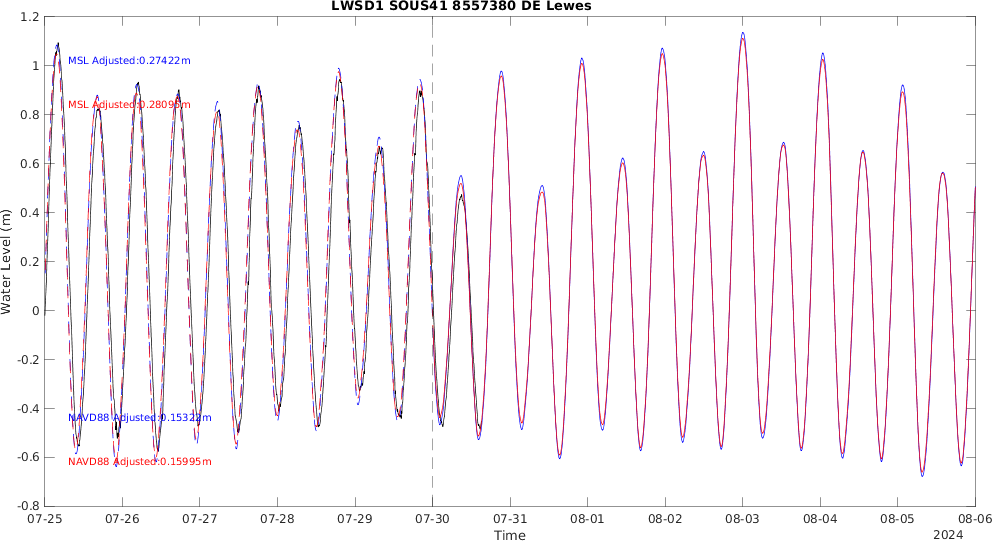 LWSD1 SOUS41 8557380 DE Lewes
1.2
1
0.8
0.6
0.4
0.2
0
-0.2
-0.4
-0.6
-0.8
Water Level (m)
MSL Adjusted:0.27422m
MSL Adjusted:0.28095m
NAVD88 Adjusted:0.15322m
NAVD88 Adjusted:0.15995m
07-25 07-26 07-27 07-28 07-29 07-30 07-31 08-01 08-02 08-03 08-04 08-05 08-06
Time
2024